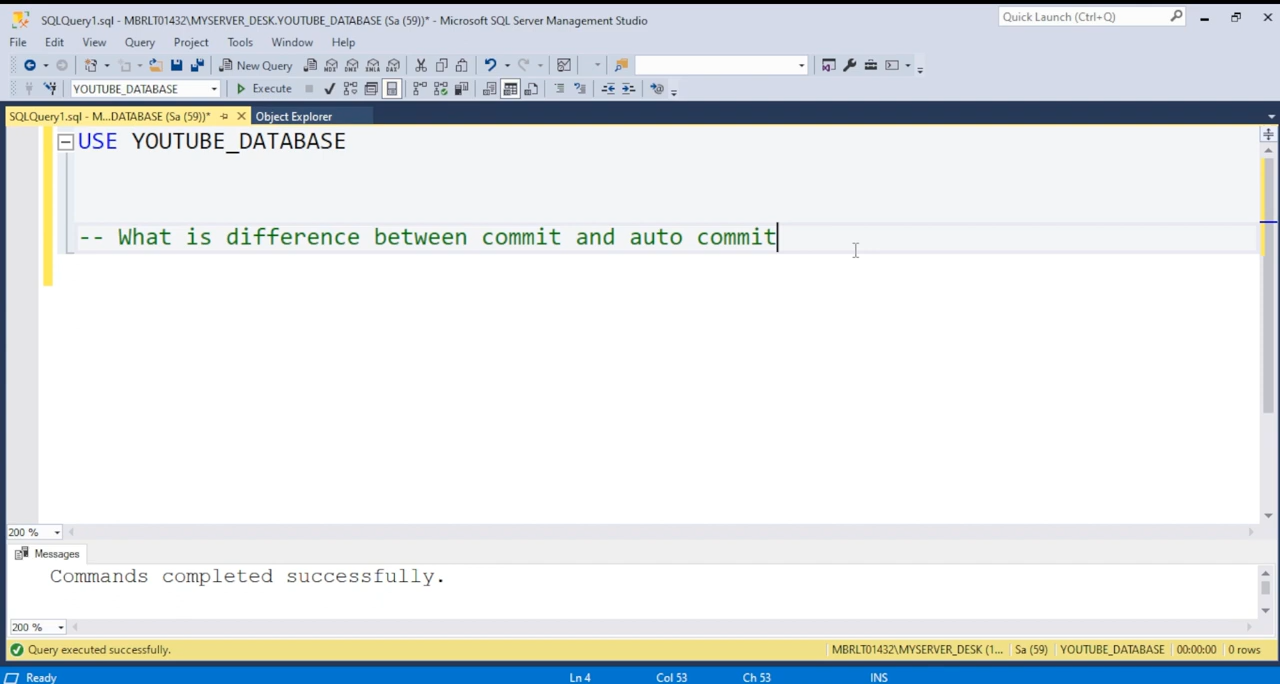 SQLQuery1.sql - MBRLT01432\MYSERVER_DESK.YOUTUBE_DATABASE (Sa (59))* - Microsoft SQL Server Management Studio
Quick Launch (Ctrl+Q)
File Edit View Query Project Tools Window Help
New Query
YOUTUBE_DATABASE Execute
SQLQuery1.sql - M...DATABASE (Sa (59))* Object Explorer
USE YOUTUBE_DATABASE
-- What is difference between commit and auto commit
200 %
Messages
Commands completed successfully.
200 %
Query executed successfully. MBRLT01432\MYSERVER_DESK (1... Sa (59) YOUTUBE_DATABASE 00:00:00 0 rows
Ready Ln 4 Col 53 Ch 53 INS